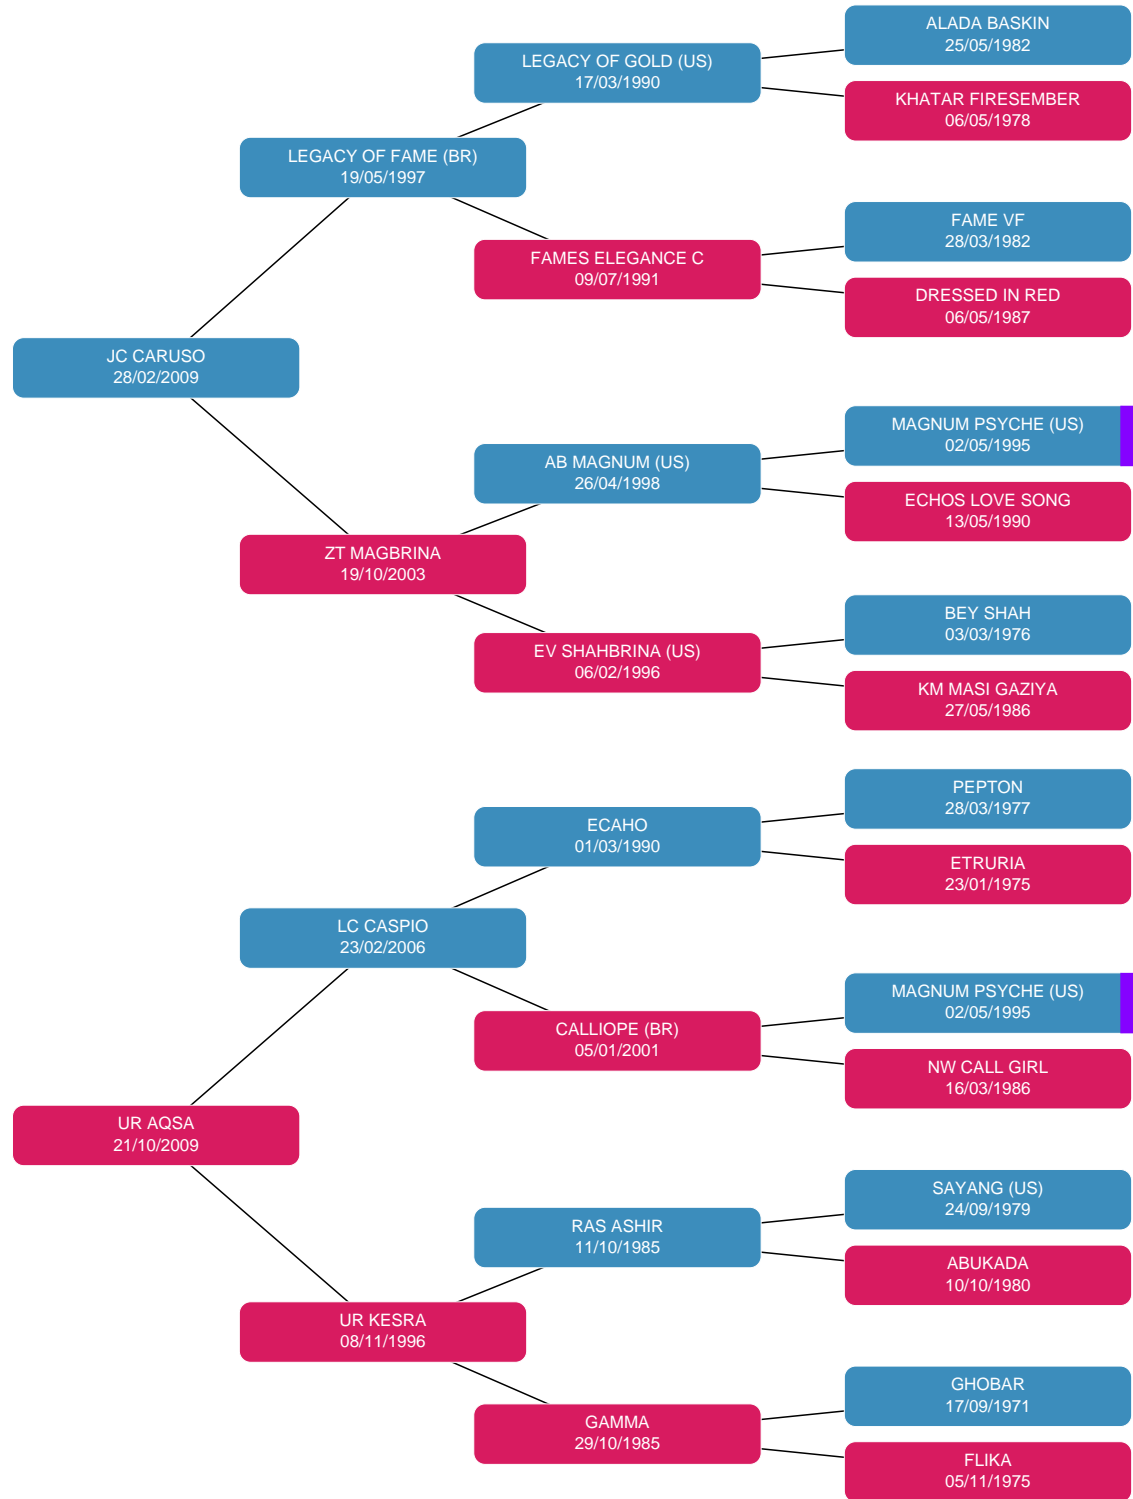 ALADA BASKIN
25/05/1982
LEGACY OF GOLD (US)
17/03/1990
KHATAR FIRESEMBER
06/05/1978
LEGACY OF FAME (BR)
19/05/1997
FAME VF
28/03/1982
FAMES ELEGANCE C
09/07/1991
DRESSED IN RED
06/05/1987
JC CARUSO
28/02/2009
MAGNUM PSYCHE (US)
02/05/1995
AB MAGNUM (US)
26/04/1998
ECHOS LOVE SONG
13/05/1990
ZT MAGBRINA
19/10/2003
BEY SHAH
03/03/1976
EV SHAHBRINA (US)
06/02/1996
KM MASI GAZIYA
27/05/1986
PEPTON
28/03/1977
ECAHO
01/03/1990
ETRURIA
23/01/1975
LC CASPIO
23/02/2006
MAGNUM PSYCHE (US)
02/05/1995
CALLIOPE (BR)
05/01/2001
NW CALL GIRL
16/03/1986
UR AQSA
21/10/2009
SAYANG (US)
24/09/1979
RAS ASHIR
11/10/1985
ABUKADA
10/10/1980
UR KESRA
08/11/1996
GHOBAR
17/09/1971
GAMMA
29/10/1985
FLIKA
05/11/1975